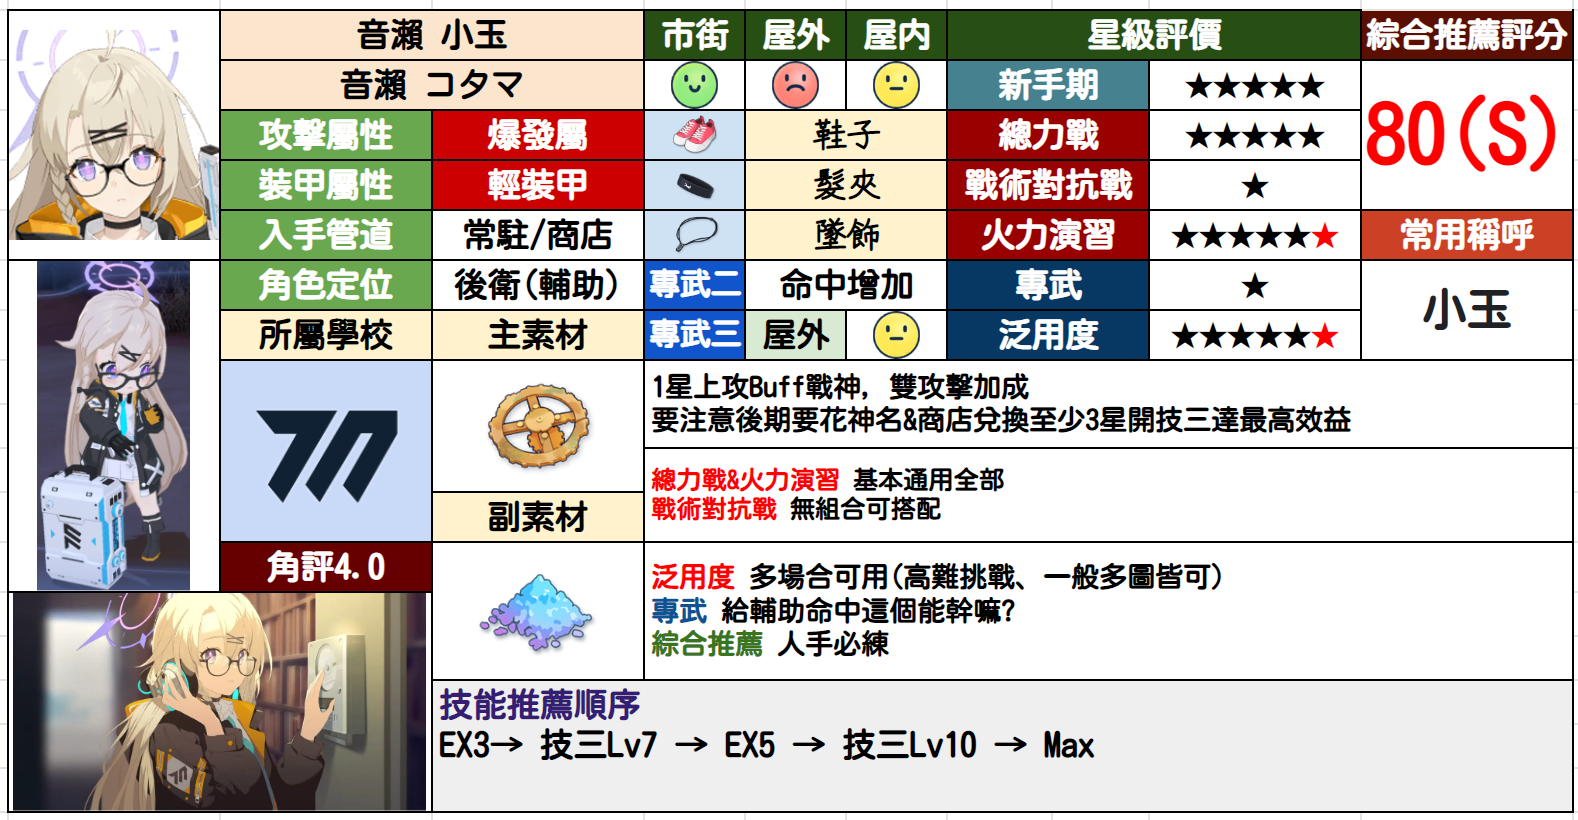 音瀨 小玉
市街
屋外
屋內
星級評價
綜合推薦評分
音瀨 コタマ
新手期
★★★★★
80(S)
攻擊屬性
爆發屬
鞋子
總力戰
★★★★★
裝甲屬性
輕裝甲
髮夾
戰術對抗戰
★
入手管道
常駐/商店
墜飾
火力演習
★★★★★★
常用稱呼
角色定位
後衛(輔助)
專武二
命中增加
專武
★
小玉
所屬學校
主素材
專武三
屋外
泛用度
★★★★★★
1星上攻Buff戰神, 雙攻擊加成
要注意後期要花神名&商店兌換至少3星開技三達最高效益
總力戰&火力演習 基本通用全部
戰術對抗戰 無組合可搭配
副素材
角評4.0
泛用度 多場合可用(高難挑戰、一般多圖皆可)
專武 給輔助命中這個能幹嘛?
綜合推薦 人手必練
技能推薦順序
EX3→ 技三Lv7 → EX5 → 技三Lv10 → Max